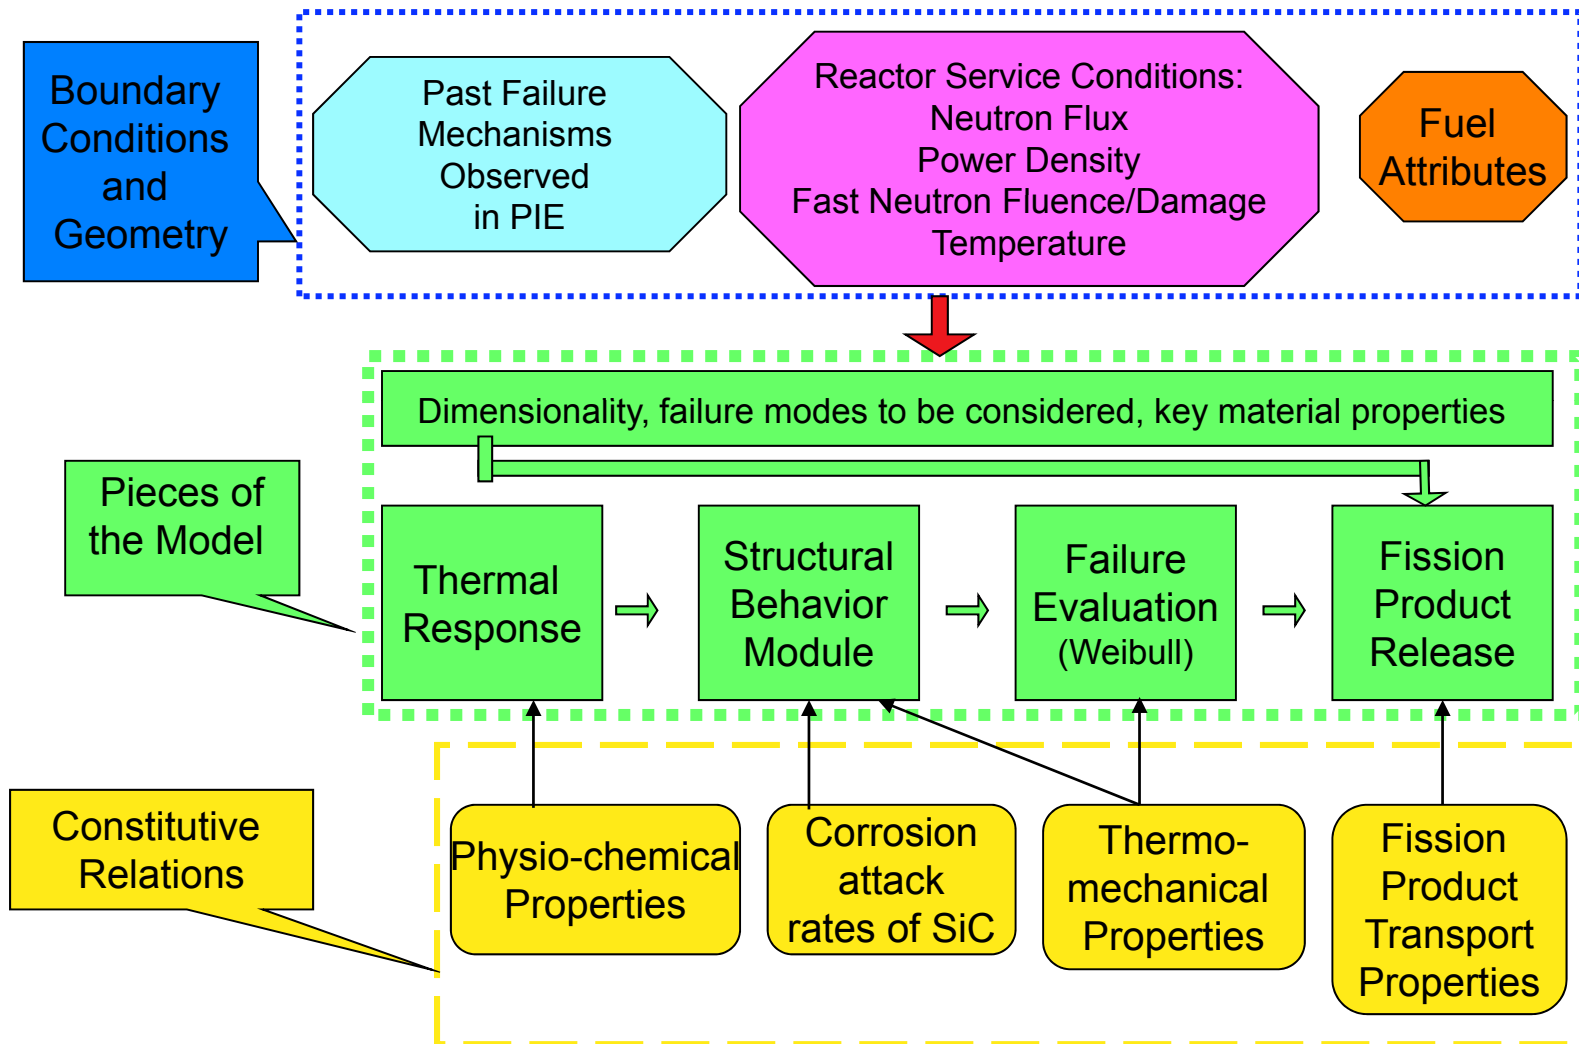 Boundary
Conditions
and
Geometry
Past Failure
Mechanisms
Observed
in PIE
Reactor Service Conditions:
Neutron Flux
Power Density
Fast Neutron Fluence/Damage
Temperature
Fuel
Attributes
Dimensionality, failure modes to be considered, key material properties
Pieces of
the Model
Thermal
Response
Structural
Behavior
Module
Failure
Evaluation
(Weibull)
Fission
Product
Release
Constitutive
Relations
Physio-chemical
Properties
Corrosion
attack
rates of SiC
Thermo-
mechanical
Properties
Fission
Product
Transport
Properties